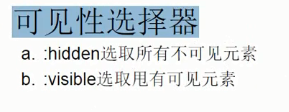 可见性选择器
a. :hidden选取所有不可见元素
b. :visible选取甩有可见元素